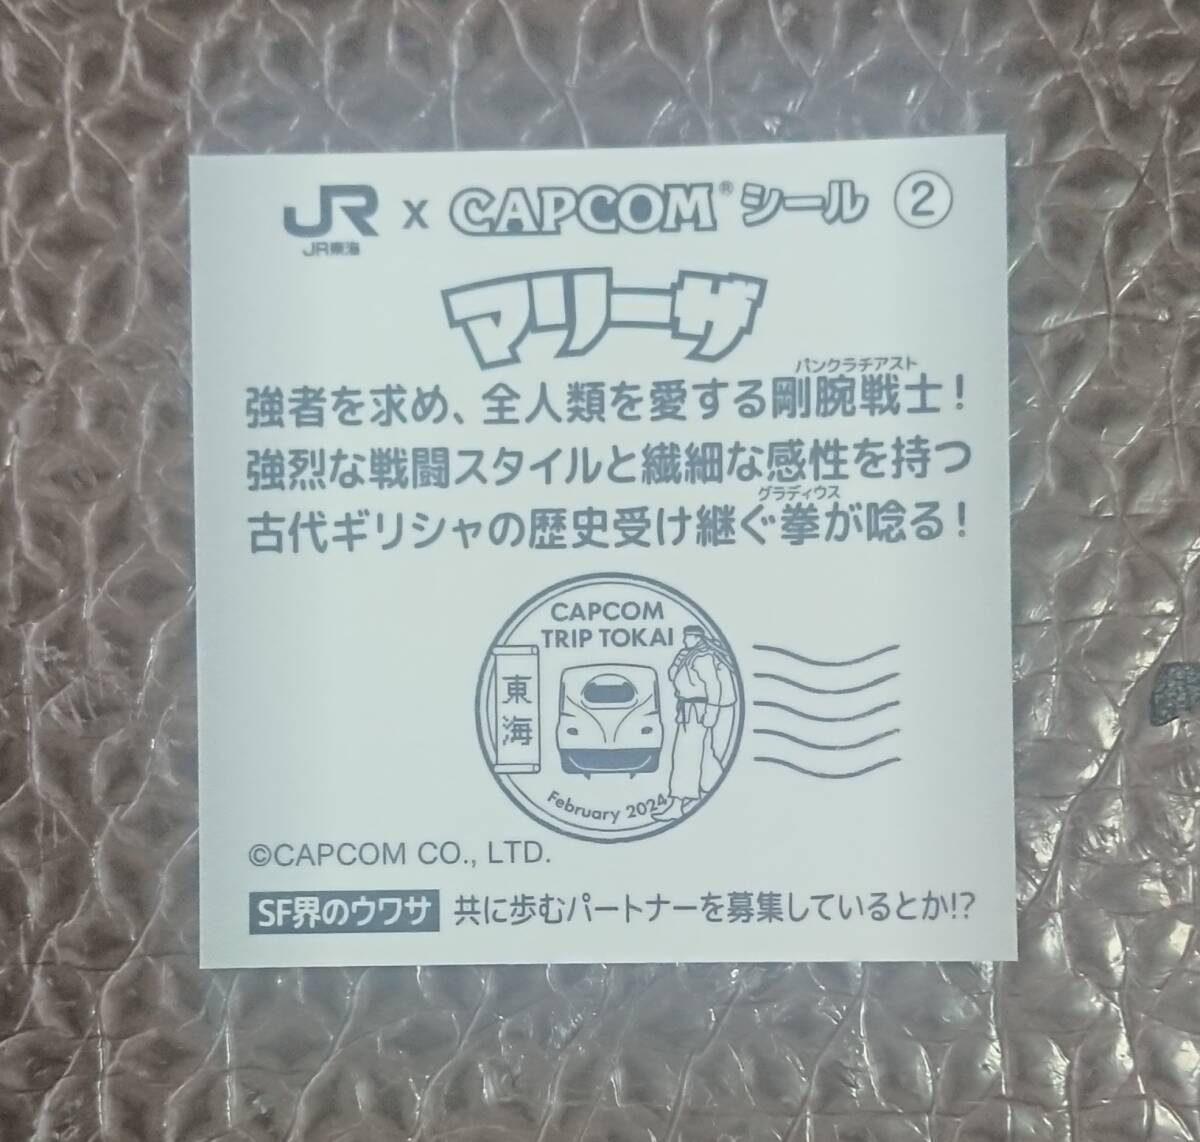 JR x CAPCOM® シール ②
JR東海
マリーザ
パンクラチアスト
強者を求め、全人類を愛する剛腕戦士!
強烈な戦闘スタイルと繊細な感性を持つ
グラディウス
古代ギリシャの歴史受け継ぐ拳が唸る!
CAPCOM
TRIP TOKAI
東海
February 2024
©CAPCOM CO., LTD.
SF界のウワサ 共に歩むパートナーを募集しているとか!?